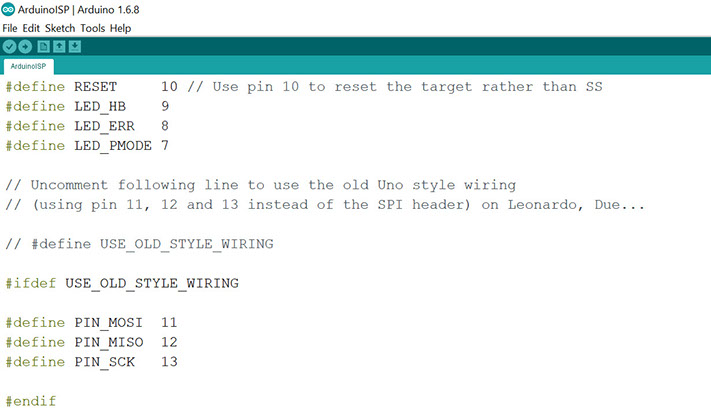 ArduinoISP | Arduino 1.6.8
File Edit Sketch Tools Help
ArduinoISP
#define RESET     10 // Use pin 10 to reset the target rather than SS
#define LED_HB    9
#define LED_ERR   8
#define LED_PMODE 7
// Uncomment following line to use the old Uno style wiring
// (using pin 11, 12 and 13 instead of the SPI header) on Leonardo, Due...
// #define USE_OLD_STYLE_WIRING
#ifdef USE_OLD_STYLE_WIRING
#define PIN_MOSI  11
#define PIN_MISO  12
#define PIN_SCK   13
#endif